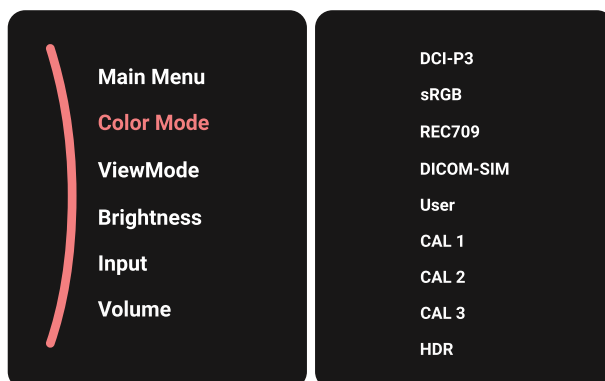 Main Menu
Color Mode
ViewMode
Brightness
Input
Volume
DCI-P3
sRGB
REC709
DICOM-SIM
User
CAL 1
CAL 2
CAL 3
HDR